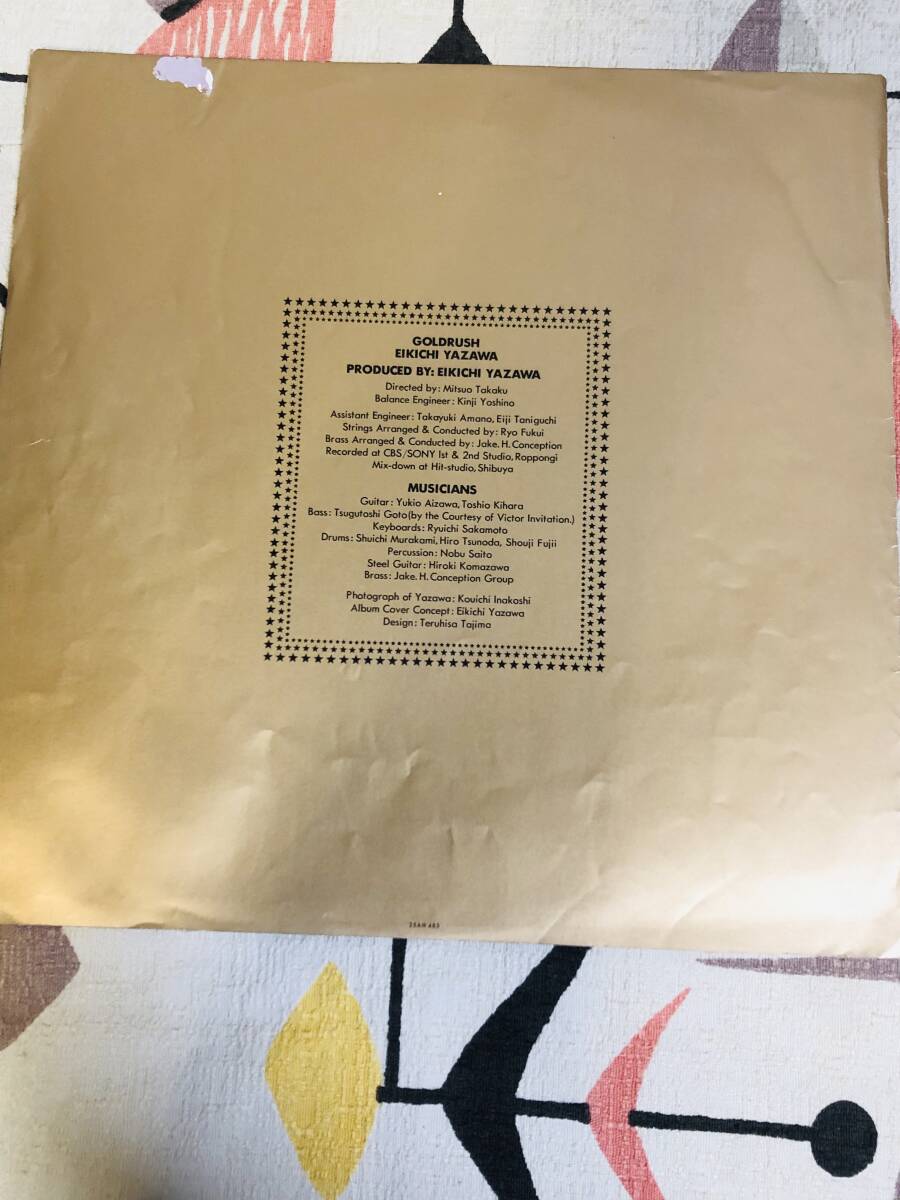 GOLDRUSH
EIKICHI YAZAWA
PRODUCED BY: EIKICHI YAZAWA
Directed by: Mitsuo Takaku
Balance Engineer: Kinji Yoshino
Assistant Engineer: Takayuki Amano, Eiji Taniguchi
Strings Arranged & Conducted by: Ryo Fukui
Brass Arranged & Conducted by: Jake. H. Conception
Recorded at CBS/SONY 1st & 2nd Studio, Roppongi
Mix-down at Hit-studio, Shibuya
MUSICIANS
Guitar: Yukio Aizawa, Toshio Kihara
Bass: Tsugutoshi Goto (by the Courtesy of Victor Invitation.)
Keyboards: Ryuichi Sakamoto
Drums: Shuichi Murakami, Hiro Tsunoda, Shouji Fujii
Percussion: Nobu Saito
Steel Guitar: Hiroki Komazawa
Brass: Jake. H. Conception Group
Photograph of Yazawa: Kouichi Inakoshi
Album Cover Concept: Eikichi Yazawa
Design: Teruhisa Tajima